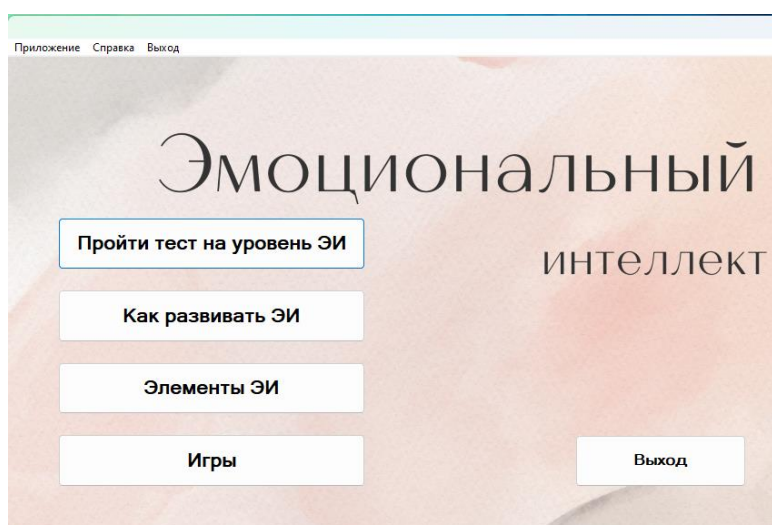 Приложение Справка Выход
Эмоциональный
интеллект
Пройти тест на уровень ЭИ
Как развивать ЭИ
Элементы ЭИ
Игры
Выход